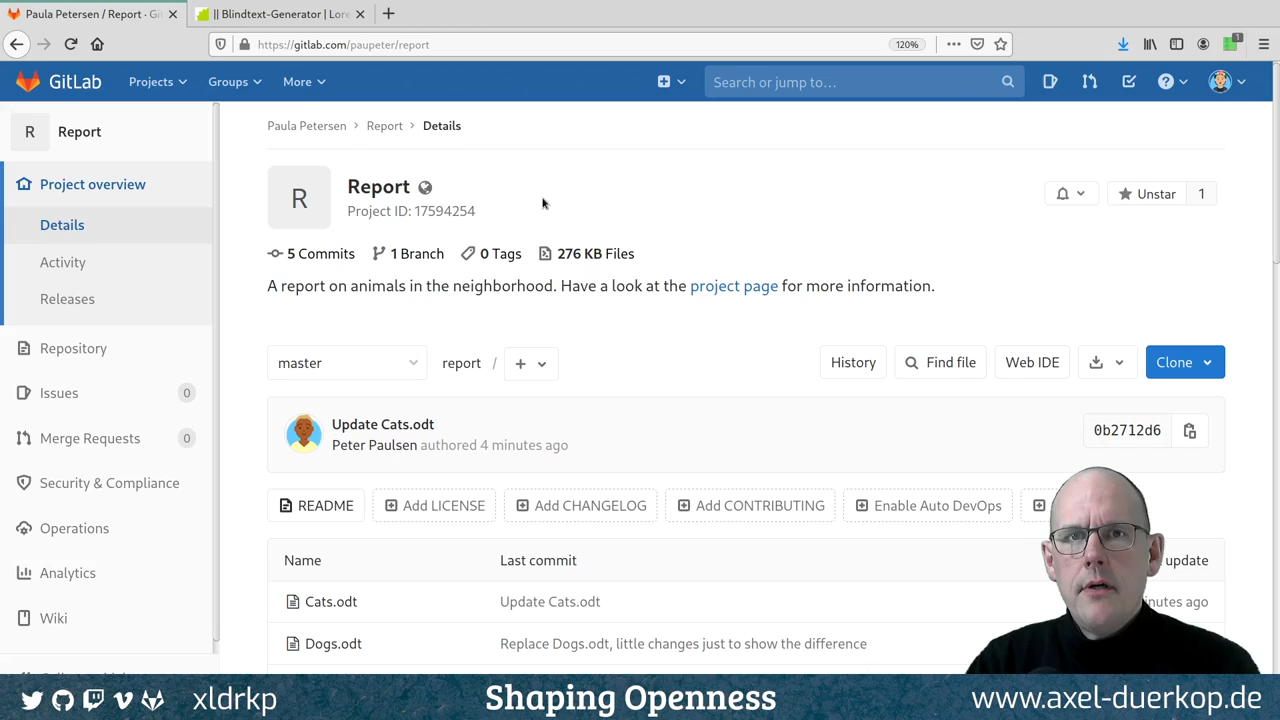 Paula Petersen / Report · Git
|| Blindtext-Generator | Lore
https://gitlab.com/paupeter/report
120%
1
GitLab
Projects
Groups
More
Search or jump to…
R
Report
Paula Petersen
Report
Details
Project overview
Details
Activity
Releases
Repository
Issues
0
Merge Requests
0
Security & Compliance
Operations
Analytics
Wiki
R
Report
Project ID: 17594254
Unstar
1
5 Commits
1 Branch
0 Tags
276 KB Files
A report on animals in the neighborhood. Have a look at the project page for more information.
master
report /
History
Find file
Web IDE
Clone
Update Cats.odt
Peter Paulsen authored 4 minutes ago
0b2712d6
README
Add LICENSE
Add CHANGELOG
Add CONTRIBUTING
Enable Auto DevOps
Name
Last commit
update
Cats.odt
Update Cats.odt
nutes ago
Dogs.odt
Replace Dogs.odt, little changes just to show the difference
xldrkp
Shaping Openness
www.axel-duerkop.de